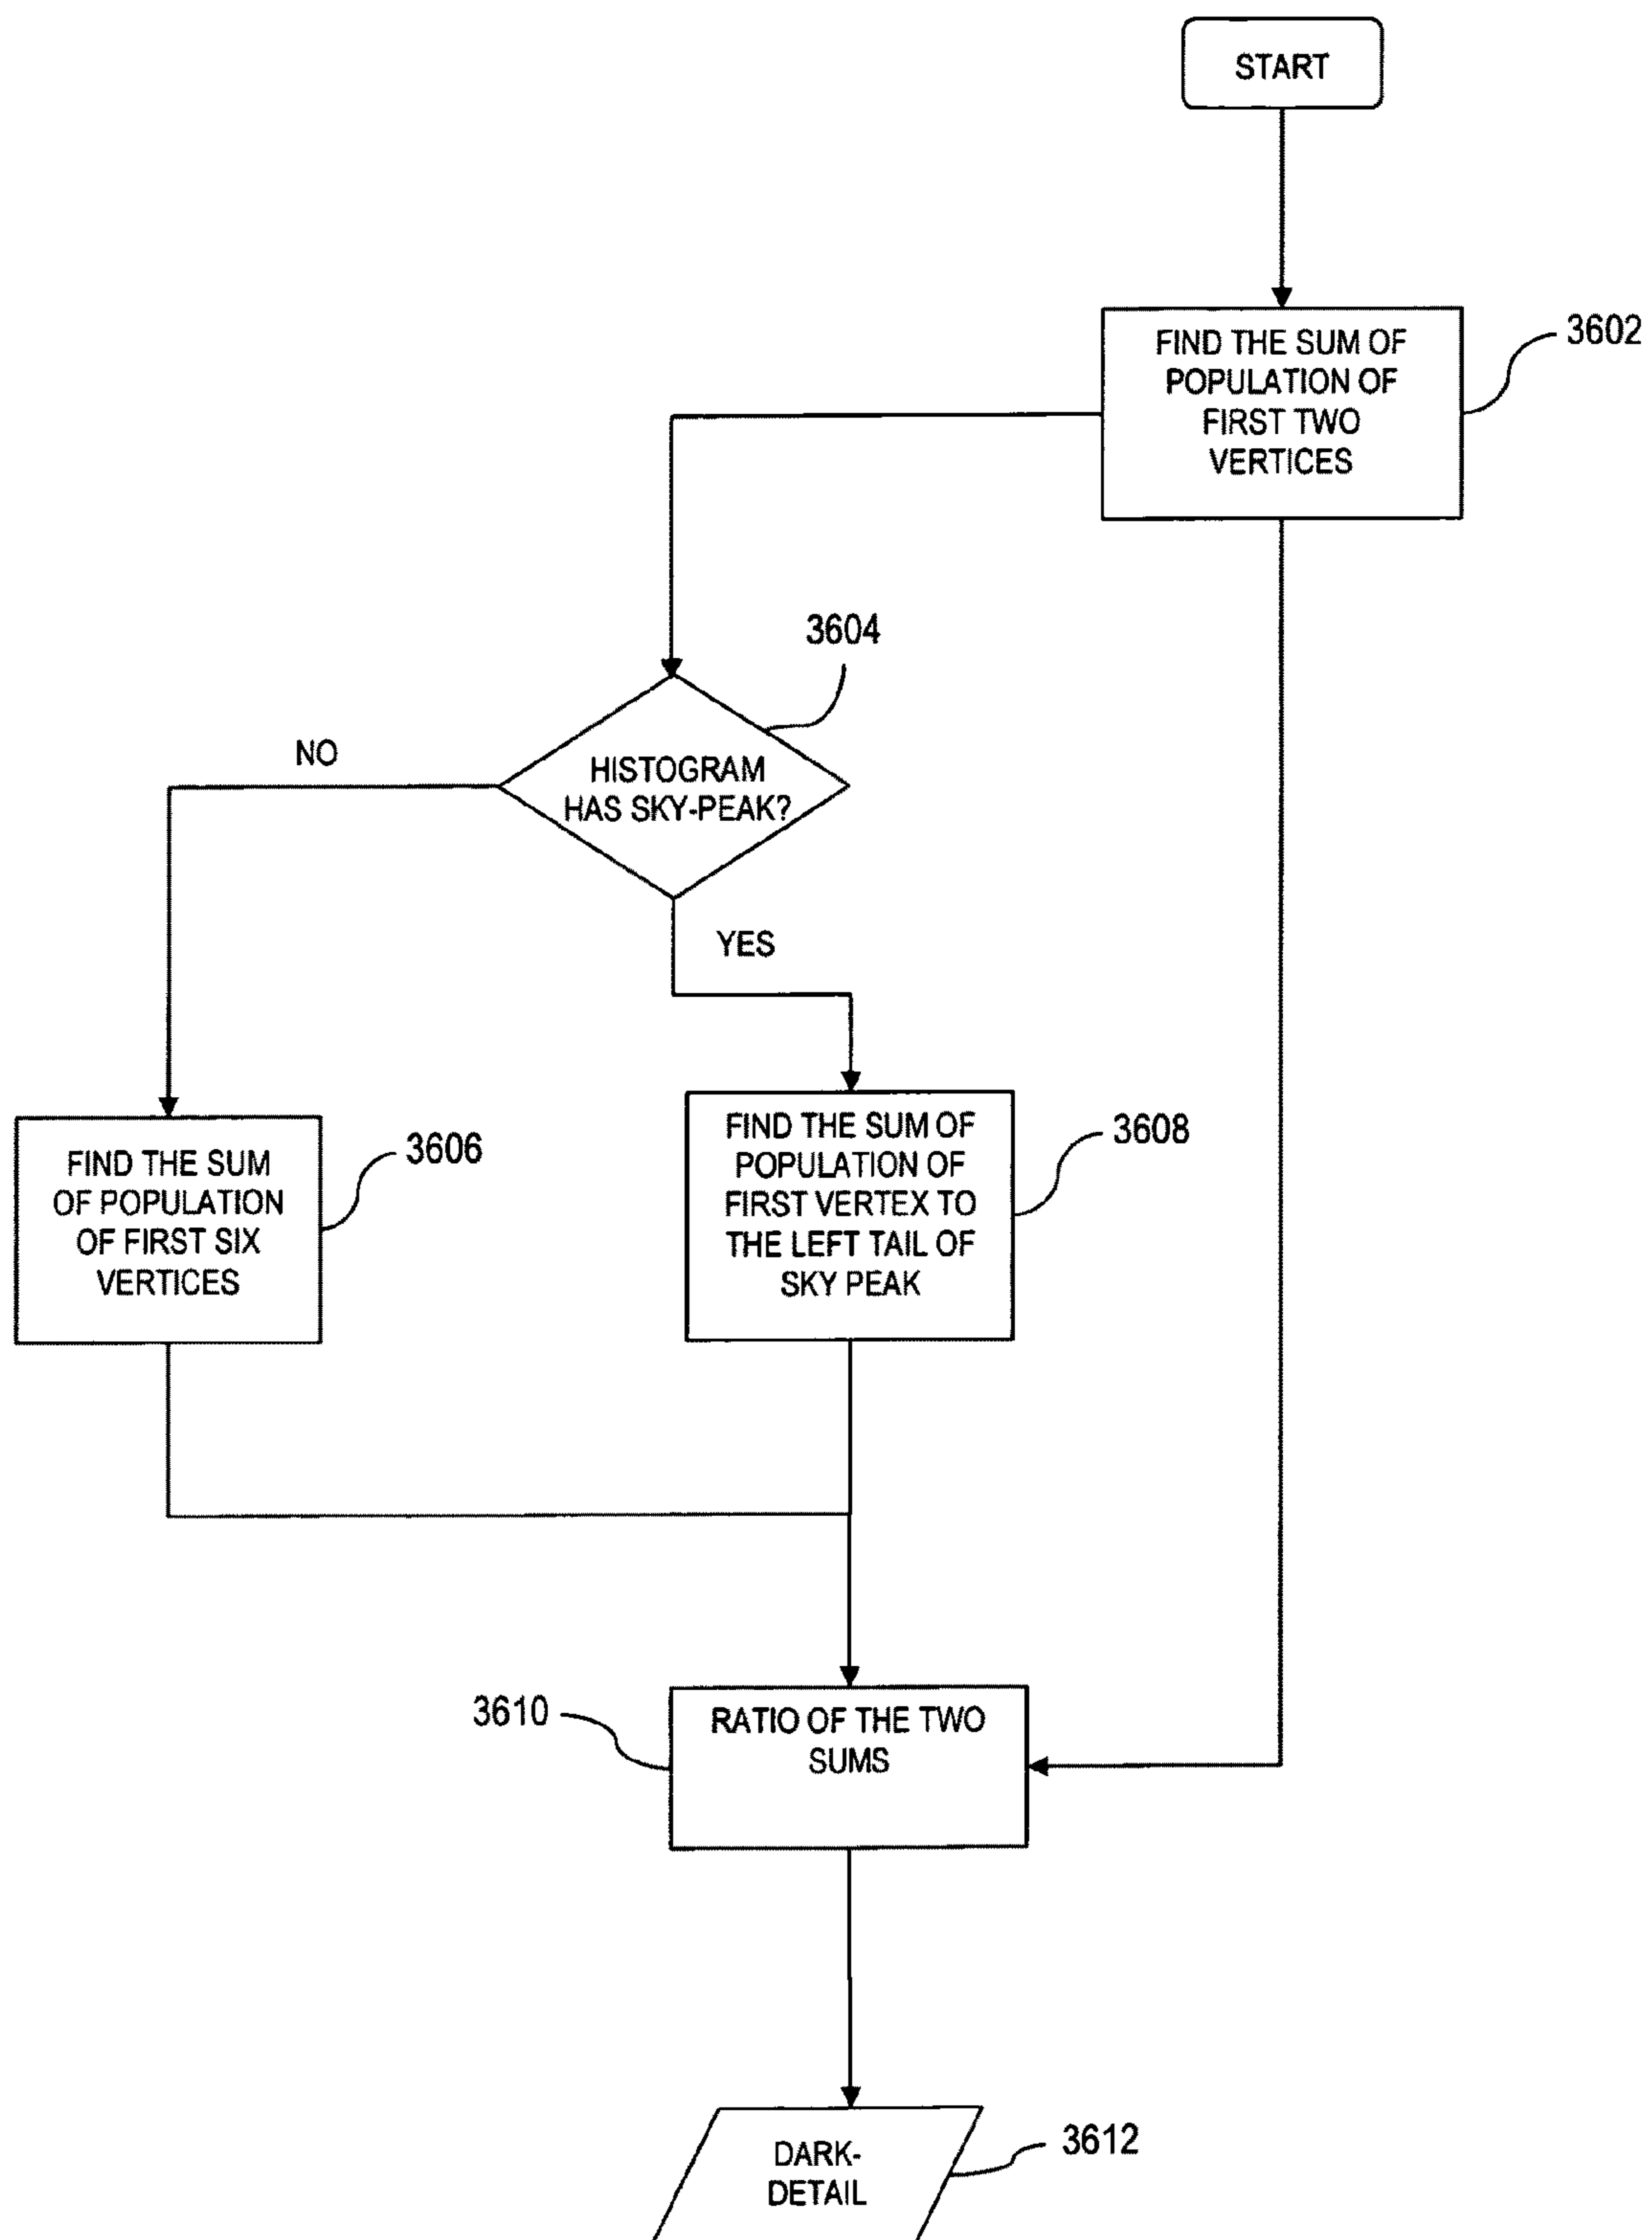 START
FIND THE SUM OF
POPULATION OF
FIRST TWO
VERTICES
3602
3604
HISTOGRAM
HAS SKY-PEAK?
NO
YES
FIND THE SUM
OF POPULATION
OF FIRST SIX
VERTICES
3606
FIND THE SUM OF
POPULATION OF
FIRST VERTEX TO
THE LEFT TAIL OF
SKY PEAK
3608
3610
RATIO OF THE TWO
SUMS
DARK-
DETAIL
3612